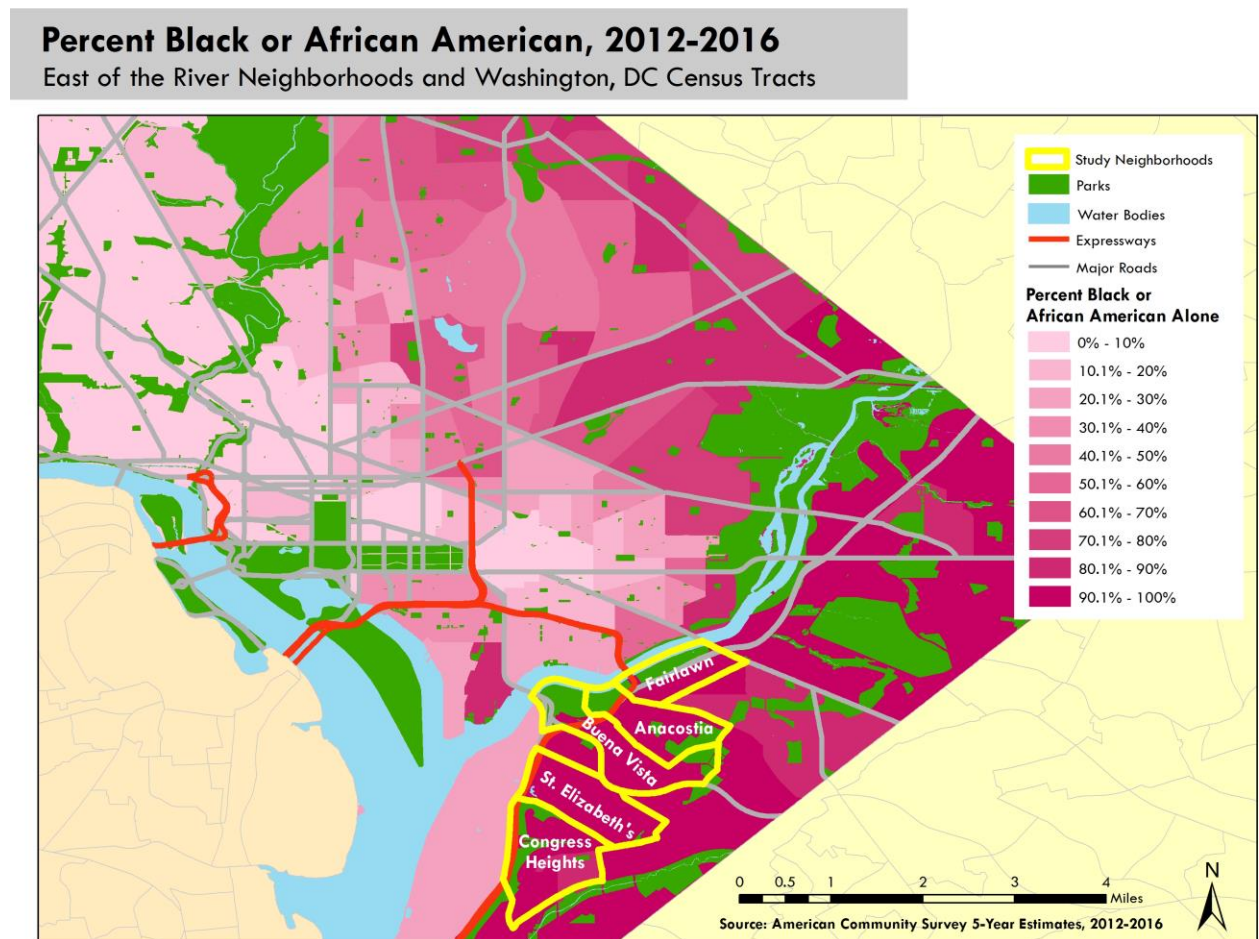 Percent Black or African American, 2012-2016
East of the River Neighborhoods and Washington, DC Census Tracts
Study Neighborhoods
Parks
Water Bodies
Expressways
Major Roads
Percent Black or
African American Alone
0% - 10%
10.1% - 20%
20.1% - 30%
30.1% - 40%
40.1% - 50%
50.1% - 60%
60.1% - 70%
70.1% - 80%
80.1% - 90%
90.1% - 100%
Fairlawn
Anacostia
Buena Vista
St. Elizabeth's
Congress
Heights
0 0.5 1 2 3 4
Miles
N
Source: American Community Survey 5-Year Estimates, 2012-2016